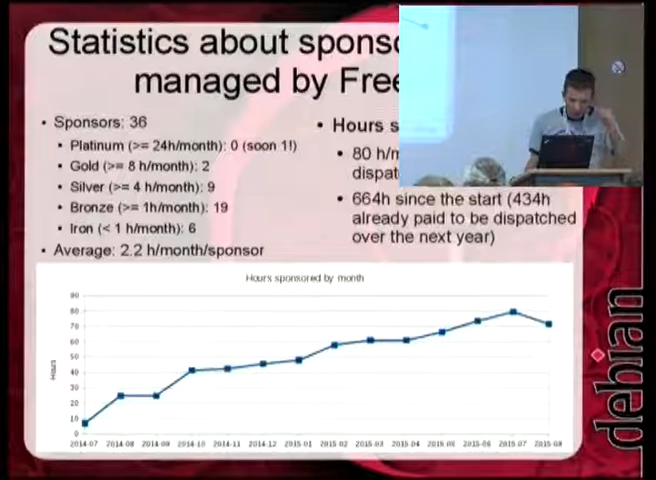 Statistics about spons
managed by Free
Sponsors: 36
Platinum (>= 24h/month): 0 (soon 1!)
Gold (>= 8 h/month): 2
Silver (>= 4 h/month): 9
Bronze (>= 1h/month): 19
Iron (< 1 h/month): 6
Average: 2.2 h/month/sponsor
Hours s
80 h/m
dispat
664h since the start (434h
already paid to be dispatched
over the next year)
Hours sponsored by month
Hours
90
80
70
60
50
40
30
20
10
0
2014-07 2014-08 2014-09 2014-10 2014-11 2014-12 2015-01 2015-02 2015-03 2015-04 2015-05 2015-06 2015-07 2015-08
debian